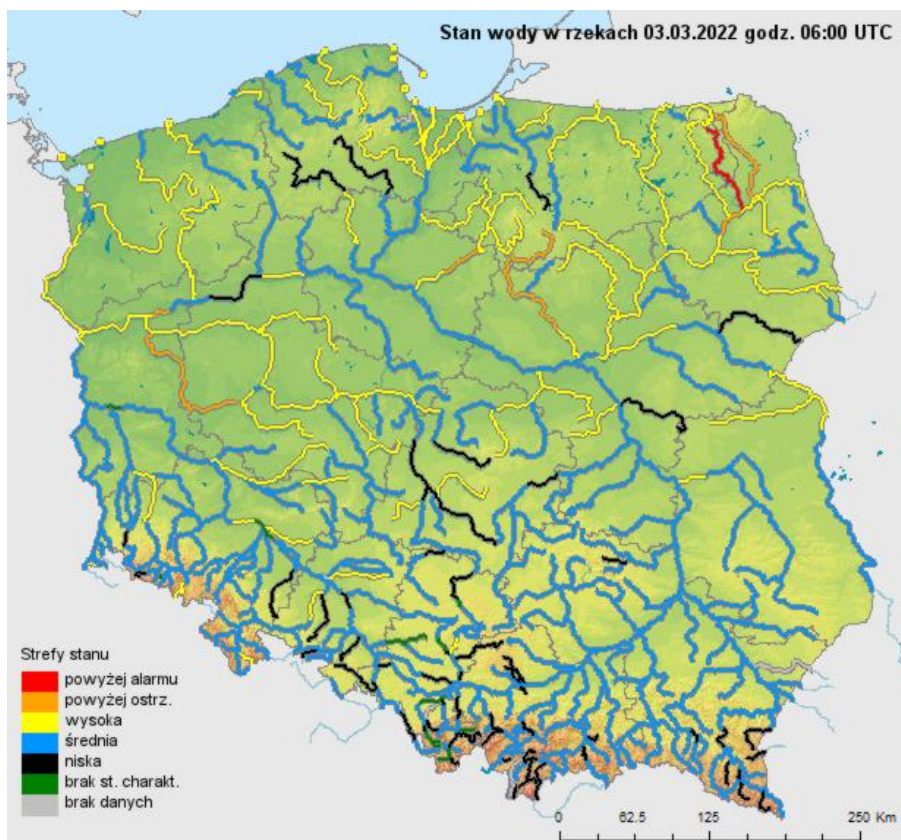 Stan wody w rzekach 03.03.2022 godz. 06:00 UTC
Strefy stanu
powyżej alarmu
powyżej ostrz.
wysoka
średnia
niska
brak st. charakt.
brak danych
0 62.5 125 250 Km